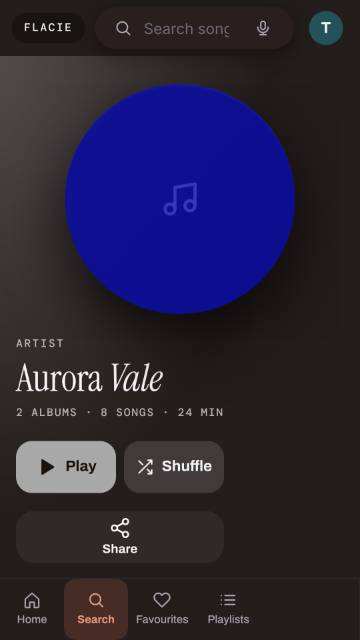 FLACIE
Search song
T
ARTIST
Aurora Vale
2 ALBUMS · 8 SONGS · 24 MIN
Play
Shuffle
Share
Home
Search
Favourites
Playlists